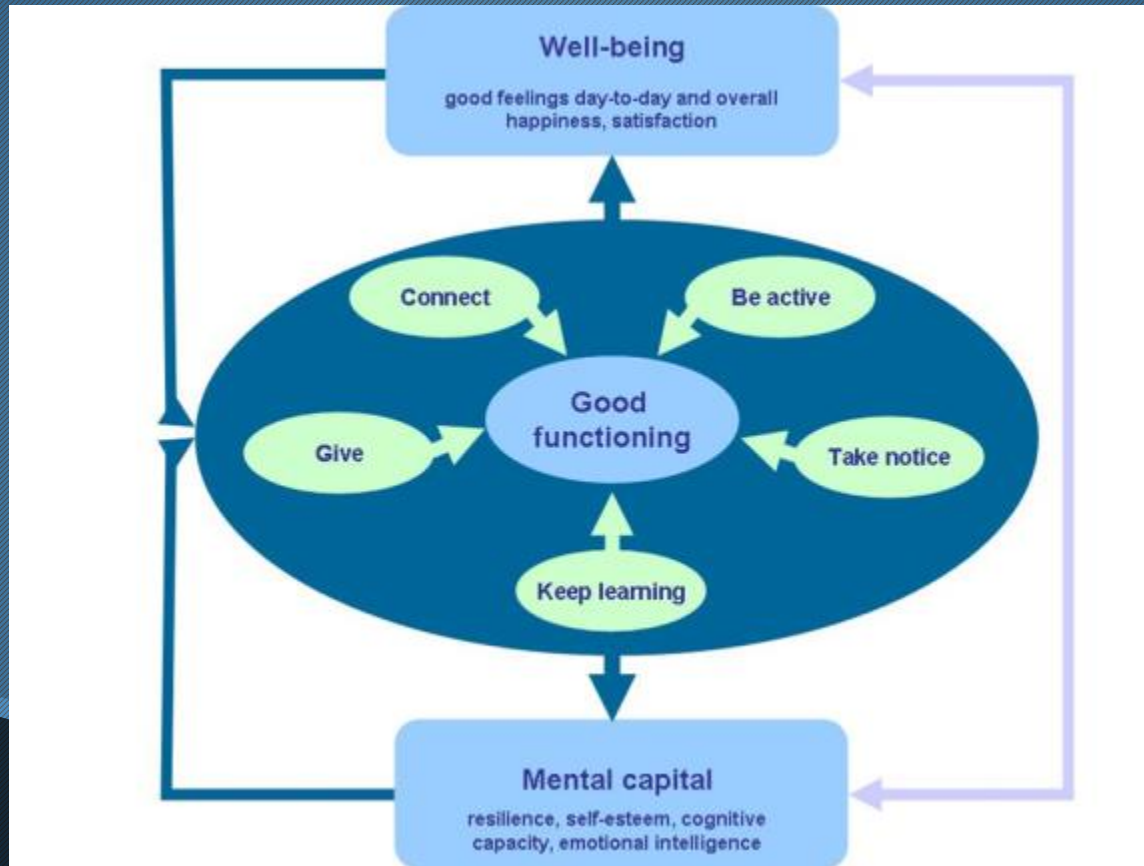 Well-being
good feelings day-to-day and overall
happiness, satisfaction
Connect
Be active
Good
functioning
Give
Take notice
Keep learning
Mental capital
resilience, self-esteem, cognitive
capacity, emotional intelligence